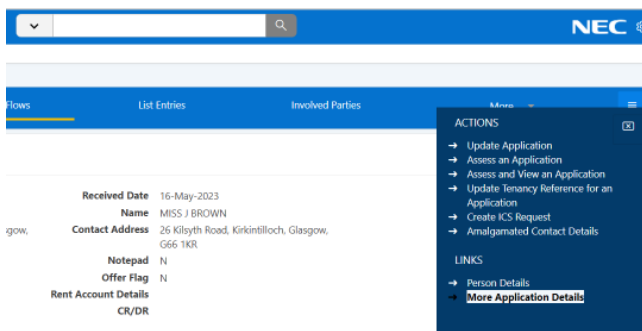 NEC
Flows List Entries Involved Parties More
ACTIONS
→ Update Application
→ Assess an Application
→ Assess and View an Application
→ Update Tenancy Reference for an
Application
→ Create ICS Request
→ Amalgamated Contact Details
LINKS
→ Person Details
→ More Application Details
Received Date 16-May-2023
Name MISS J BROWN
gow, Contact Address 26 Kilsyth Road, Kirkintilloch, Glasgow,
G66 1KR
Notepad N
Offer Flag N
Rent Account Details
CR/DR